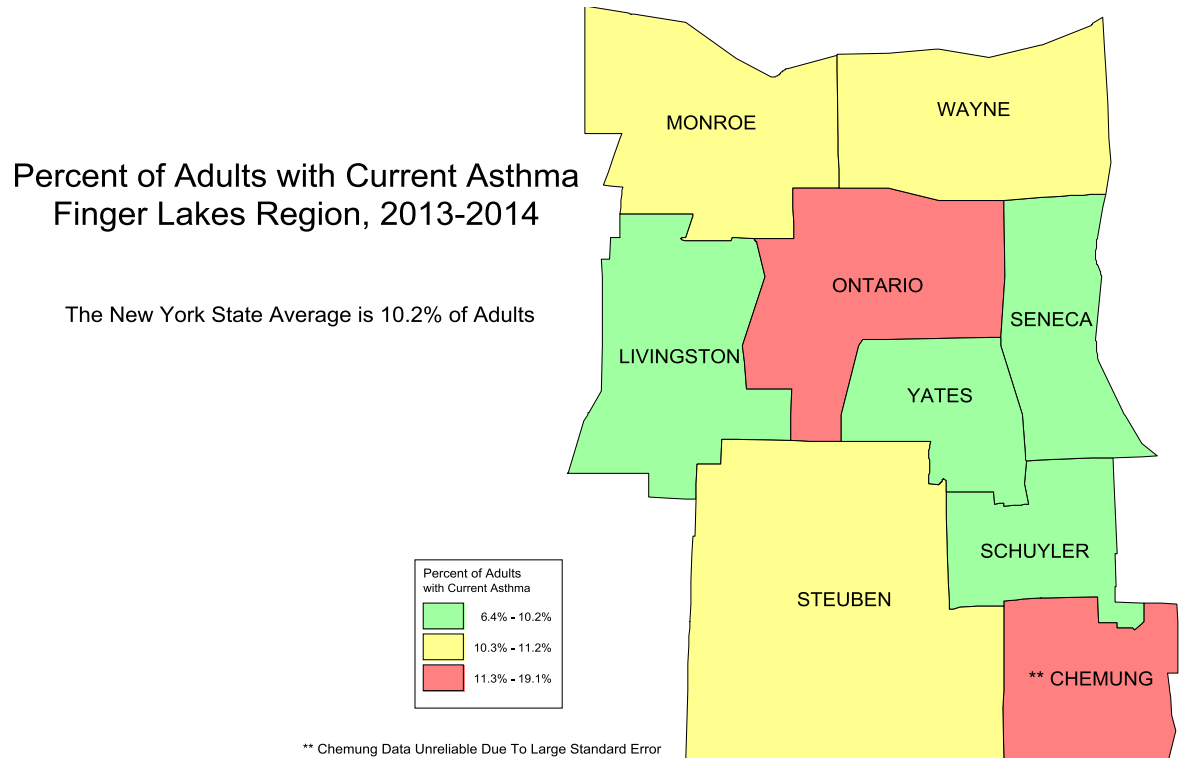 Percent of Adults with Current Asthma
Finger Lakes Region, 2013-2014
The New York State Average is 10.2% of Adults
MONROE
WAYNE
ONTARIO
SENECA
LIVINGSTON
YATES
SCHUYLER
STEUBEN
** CHEMUNG
Percent of Adults
with Current Asthma
6.4% - 10.2%
10.3% - 11.2%
11.3% - 19.1%
** Chemung Data Unreliable Due To Large Standard Error